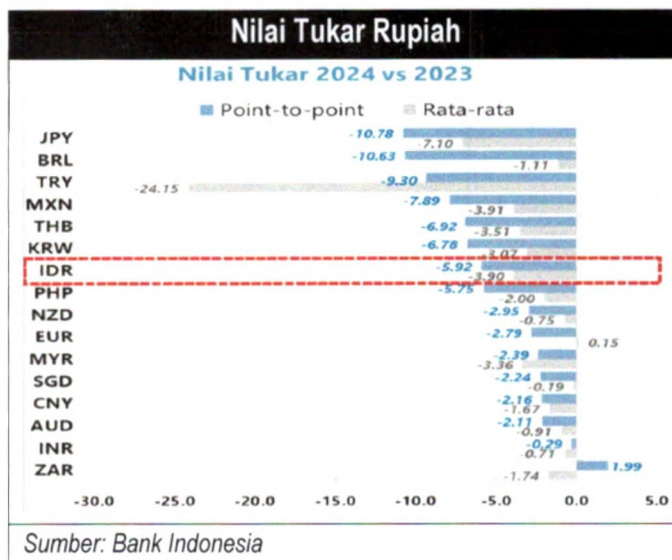 Nilai Tukar Rupiah
Nilai Tukar 2024 vs 2023
Point-to-point Rata-rata
JPY -10.78 -7.10
BRL -10.63 -1.11
TRY -9.30 -24.15
MXN -7.89 -3.91
THB -6.92 -3.51
KRW -6.78 -3.07
IDR -5.92 -3.90
PHP -5.75 -2.00
NZD -2.95 -0.75
EUR -2.79 0.15
MYR -2.39 -3.36
SGD -2.24 -0.19
CNY -2.16 -1.67
AUD -2.11 -0.91
INR -0.29 -0.71
ZAR 1.99 -1.74
-30.0 -25.0 -20.0 -15.0 -10.0 -5.0 0.0 5.0
Sumber: Bank Indonesia